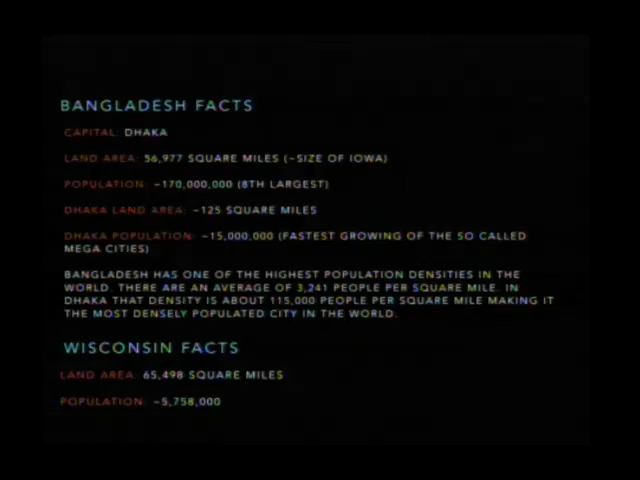 BANGLADESH FACTS
CAPITAL: DHAKA
LAND AREA: 56,977 SQUARE MILES (~SIZE OF IOWA)
POPULATION: ~170,000,000 (8TH LARGEST)
DHAKA LAND AREA: ~125 SQUARE MILES
DHAKA POPULATION: ~15,000,000 (FASTEST GROWING OF THE SO CALLED
MEGA CITIES)
BANGLADESH HAS ONE OF THE HIGHEST POPULATION DENSITIES IN THE
WORLD. THERE ARE AN AVERAGE OF 3,241 PEOPLE PER SQUARE MILE. IN
DHAKA THAT DENSITY IS ABOUT 115,000 PEOPLE PER SQUARE MILE MAKING IT
THE MOST DENSELY POPULATED CITY IN THE WORLD.
WISCONSIN FACTS
LAND AREA: 65,498 SQUARE MILES
POPULATION: ~5,758,000